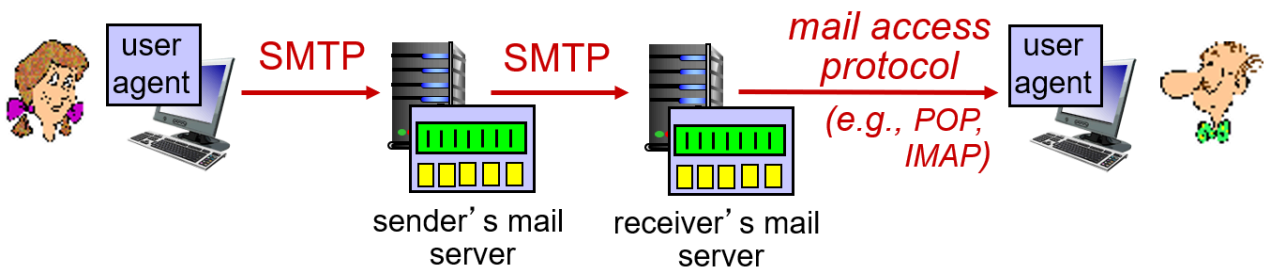 user
agent
SMTP
SMTP
mail access
protocol
(e.g., POP,
IMAP)
user
agent
sender’s mail
server
receiver’s mail
server